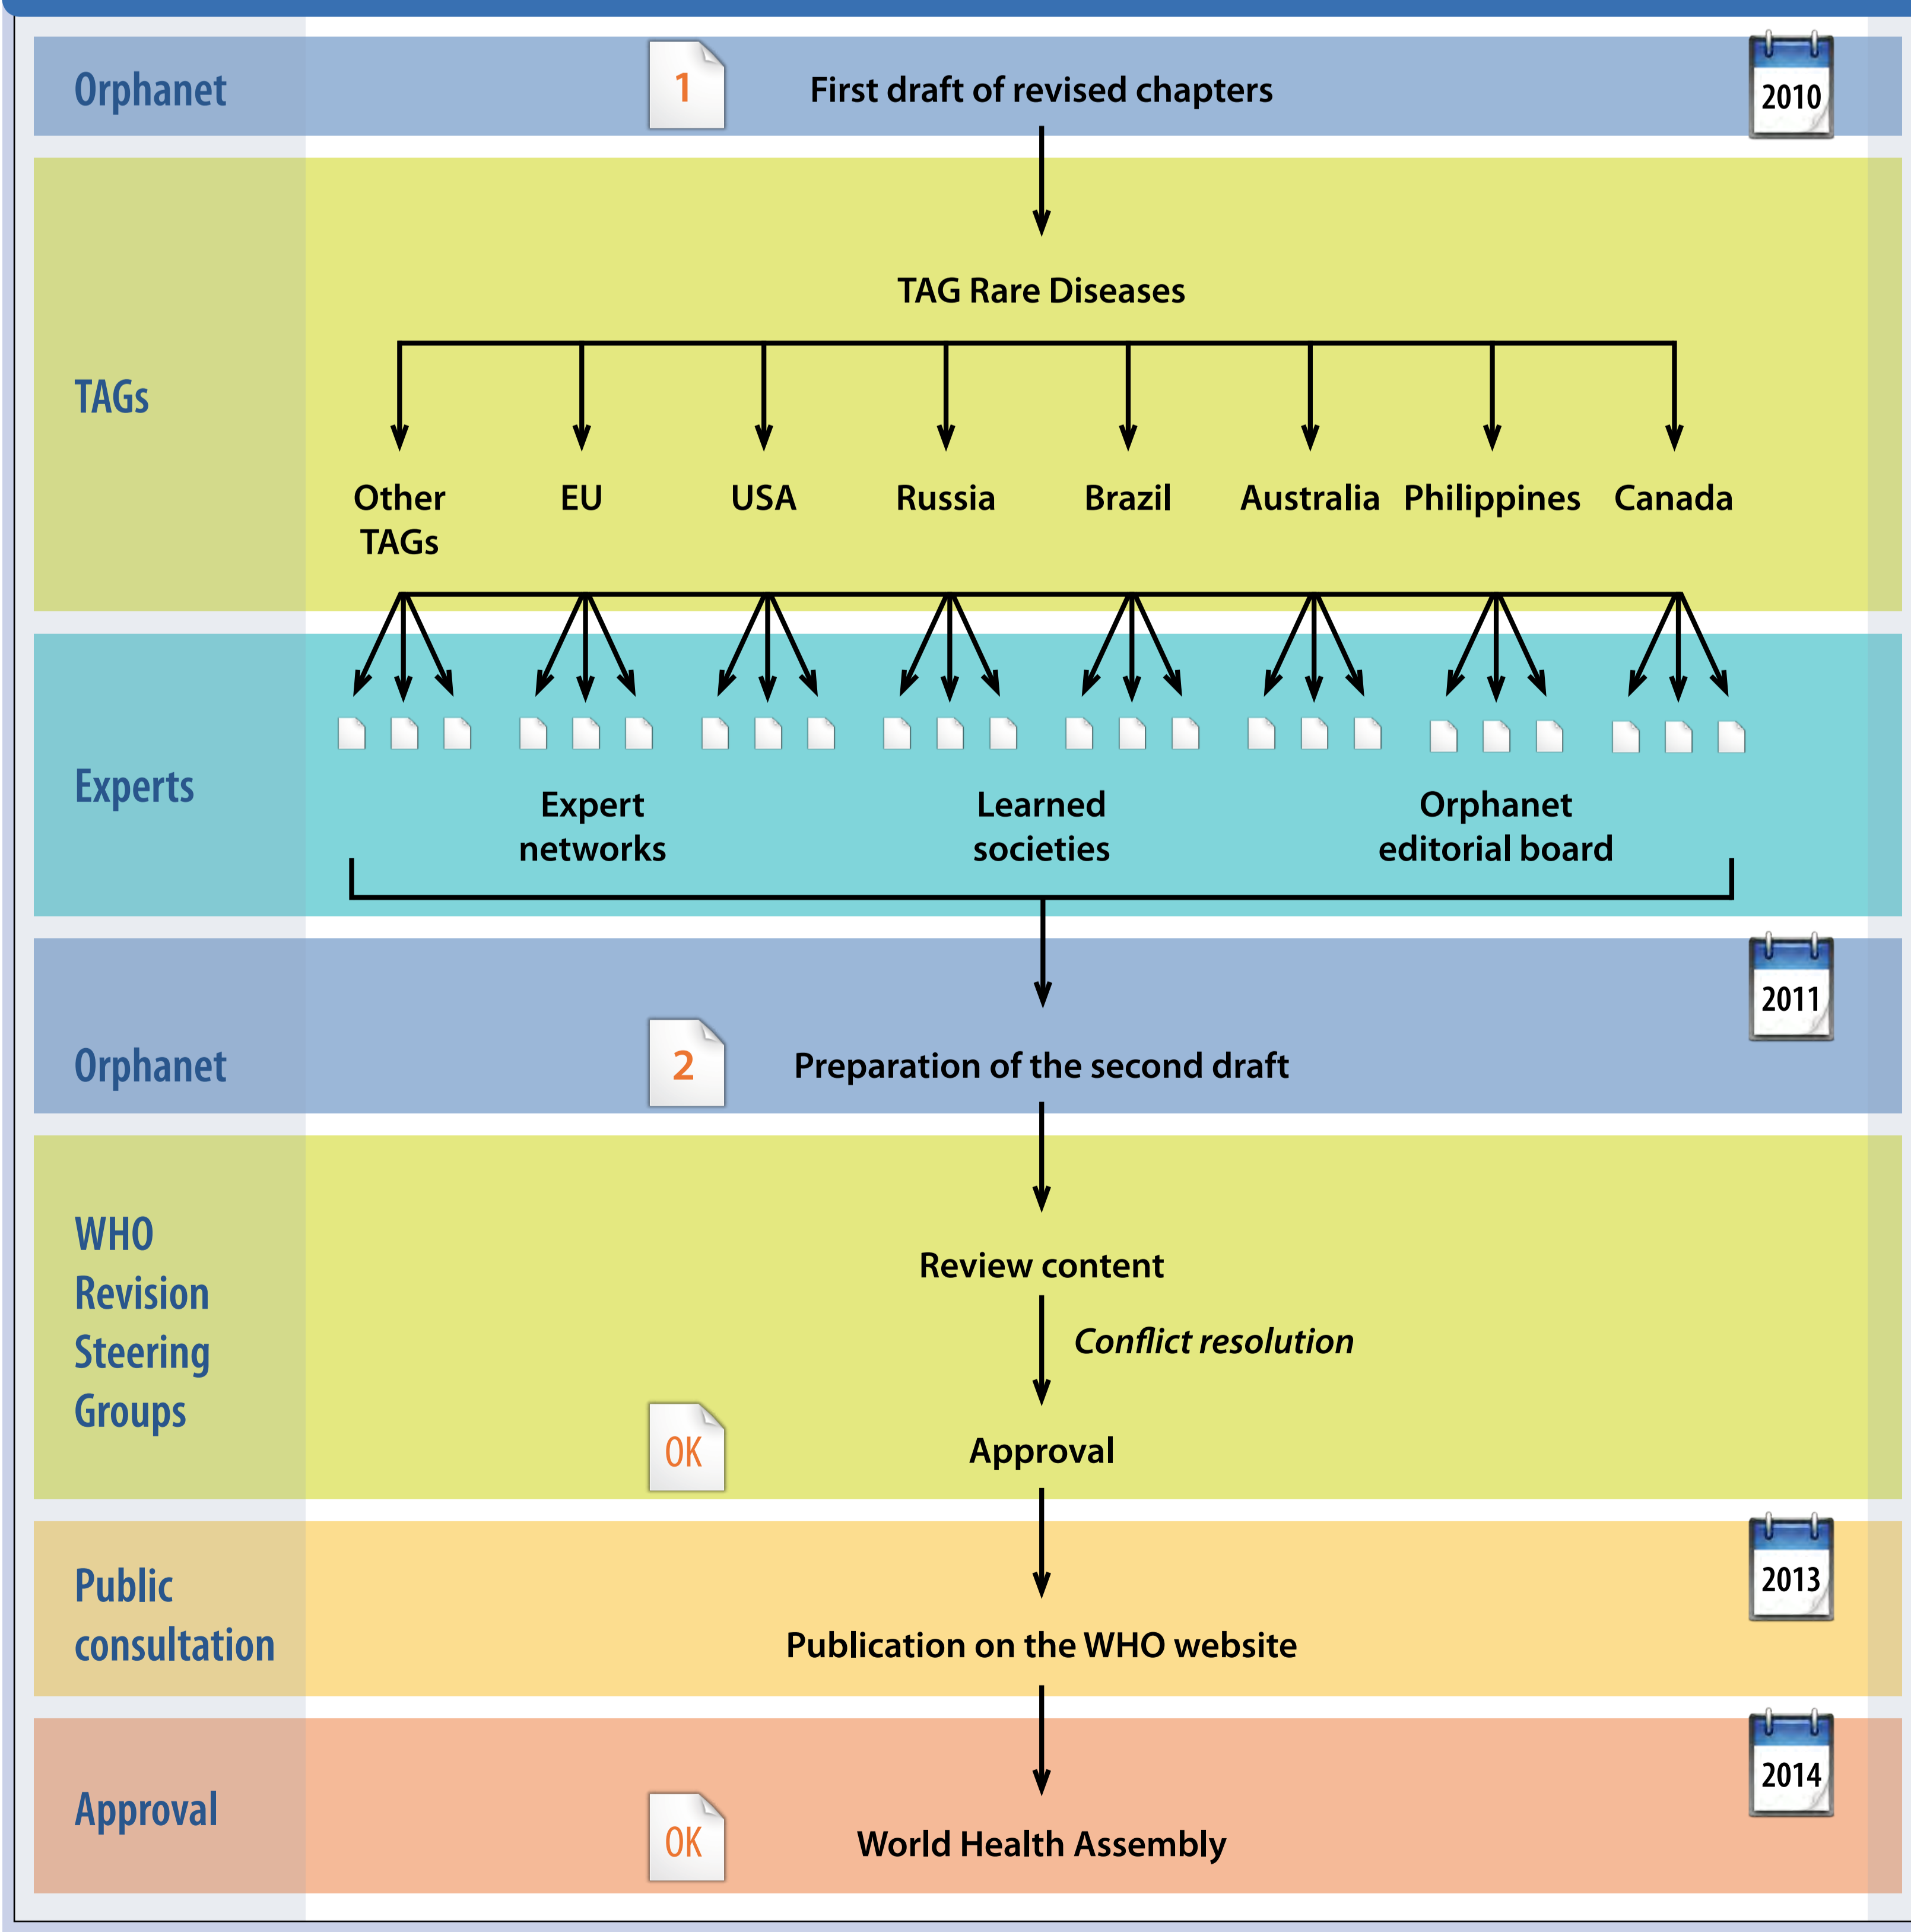 Orphanet
1
First draft of revised chapters
2010
TAGs
TAG Rare Diseases
Other
TAGs
EU
USA
Russia
Brazil
Australia
Philippines
Canada
Experts
Expert
networks
Learned
societies
Orphanet
editorial board
2011
Orphanet
2
Preparation of the second draft
WHO
Revision
Steering
Groups
Review content
Conflict resolution
OK
Approval
Public
consultation
2013
Publication on the WHO website
Approval
2014
OK
World Health Assembly